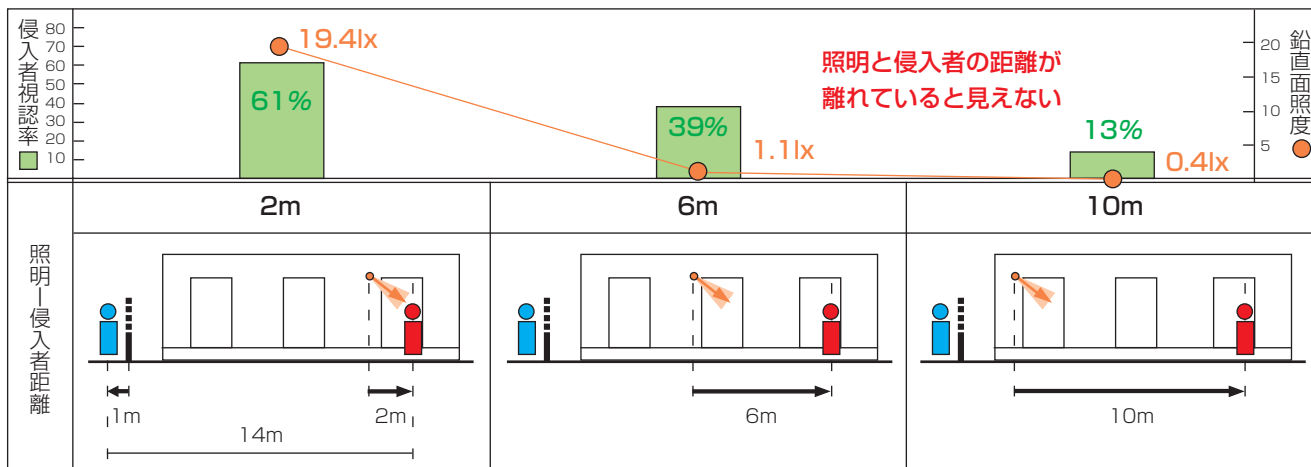 侵入者視認率
80
70
60
50
40
30
20
10
19.4lx
61%
39%
1.1lx
照明と侵入者の距離が
離れていると見えない
13%
0.4lx
20
15
10
5
鉛直面照度
2m
6m
10m
照明ー侵入者距離
1m
2m
14m
6m
10m